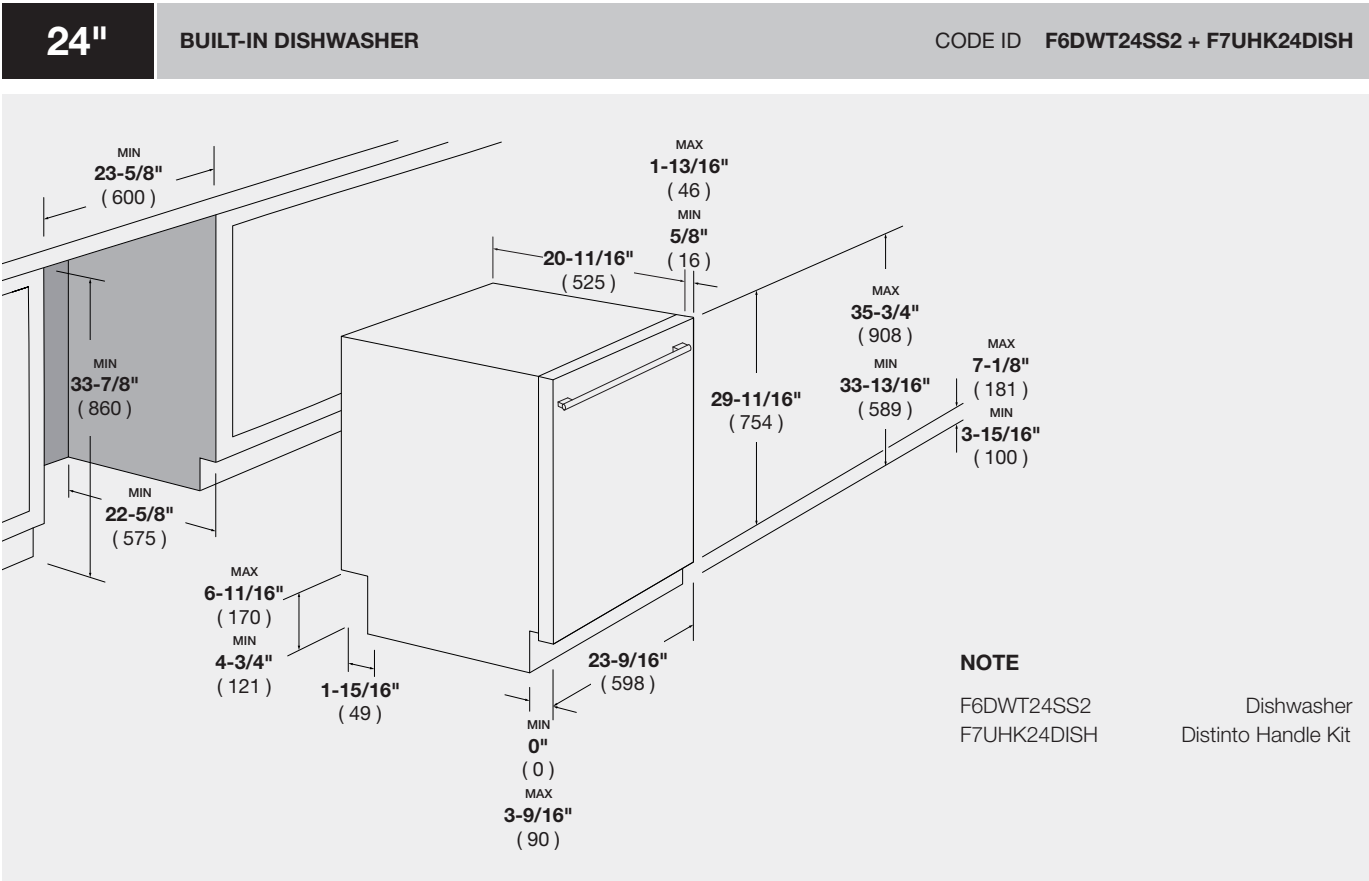 24" BUILT-IN DISHWASHER CODE ID F6DWT24SS2 + F7UHK24DISH
MIN
23-5/8"
( 600 )
MIN
33-7/8"
( 860 )
MIN
22-5/8"
( 575 )
MAX
1-13/16"
( 46 )
MIN
5/8"
( 16 )
20-11/16"
( 525 )
MAX
35-3/4"
( 908 )
MIN
33-13/16"
( 589 )
29-11/16"
( 754 )
MAX
7-1/8"
( 181 )
MIN
3-15/16"
( 100 )
MAX
6-11/16"
( 170 )
MIN
4-3/4"
( 121 )
1-15/16"
( 49 )
23-9/16"
( 598 )
MIN
0"
( 0 )
MAX
3-9/16"
( 90 )
NOTE
F6DWT24SS2 Dishwasher
F7UHK24DISH Distinto Handle Kit